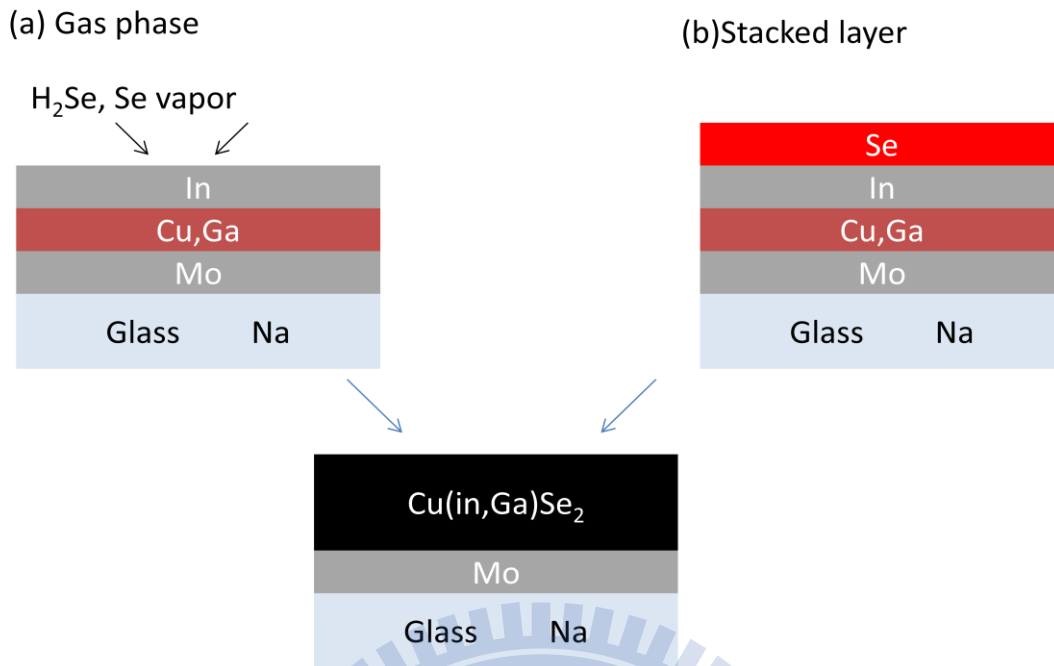 (a) Gas phase
H₂Se, Se vapor
In
Cu,Ga
Mo
Glass Na
(b)Stacked layer
Se
In
Cu,Ga
Mo
Glass Na
Cu(in,Ga)Se₂
Mo
Glass Na